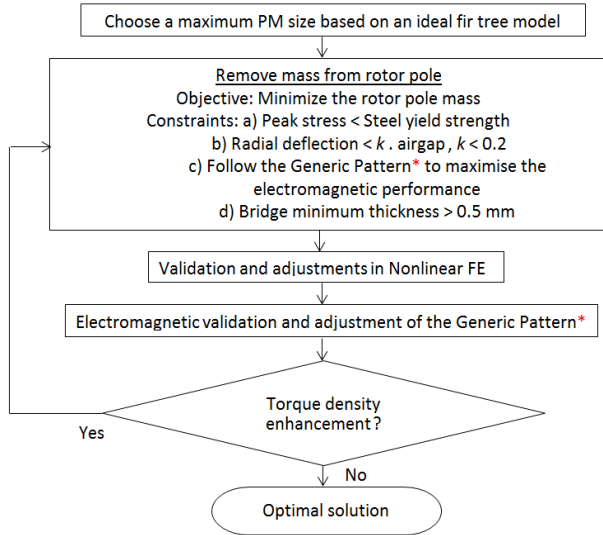 Choose a maximum PM size based on an ideal fir tree model
Remove mass from rotor pole
Objective: Minimize the rotor pole mass
Constraints: a) Peak stress < Steel yield strength
b) Radial deflection < k . airgap , k < 0.2
c) Follow the Generic Pattern* to maximise the
electromagnetic performance
d) Bridge minimum thickness > 0.5 mm
Validation and adjustments in Nonlinear FE
Electromagnetic validation and adjustment of the Generic Pattern*
Torque density
enhancement?
Yes
No
Optimal solution